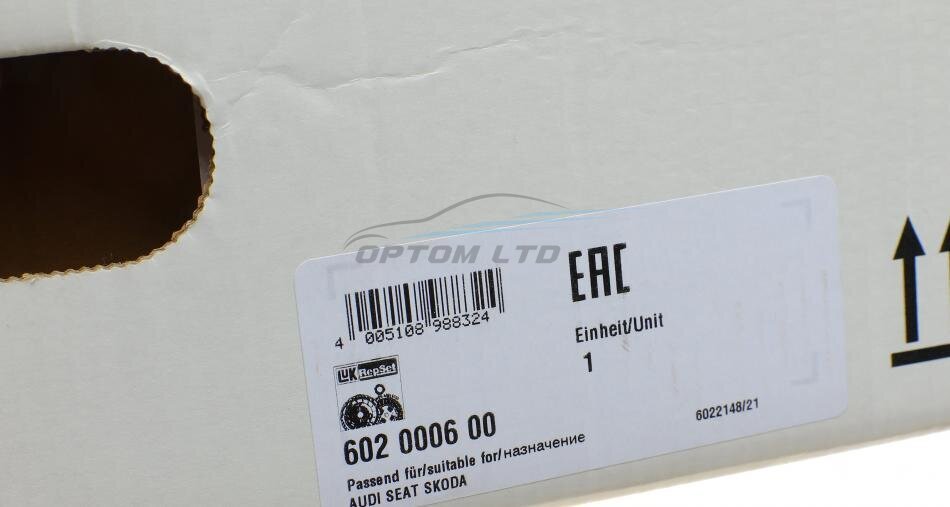 OPTOM LTD
EAC
4 005108 988324
Einheit/Unit
1
LuK RepSet
602 0006 00
6022148/21
Passend für/suitable for/назначение
AUDI SEAT SKODA